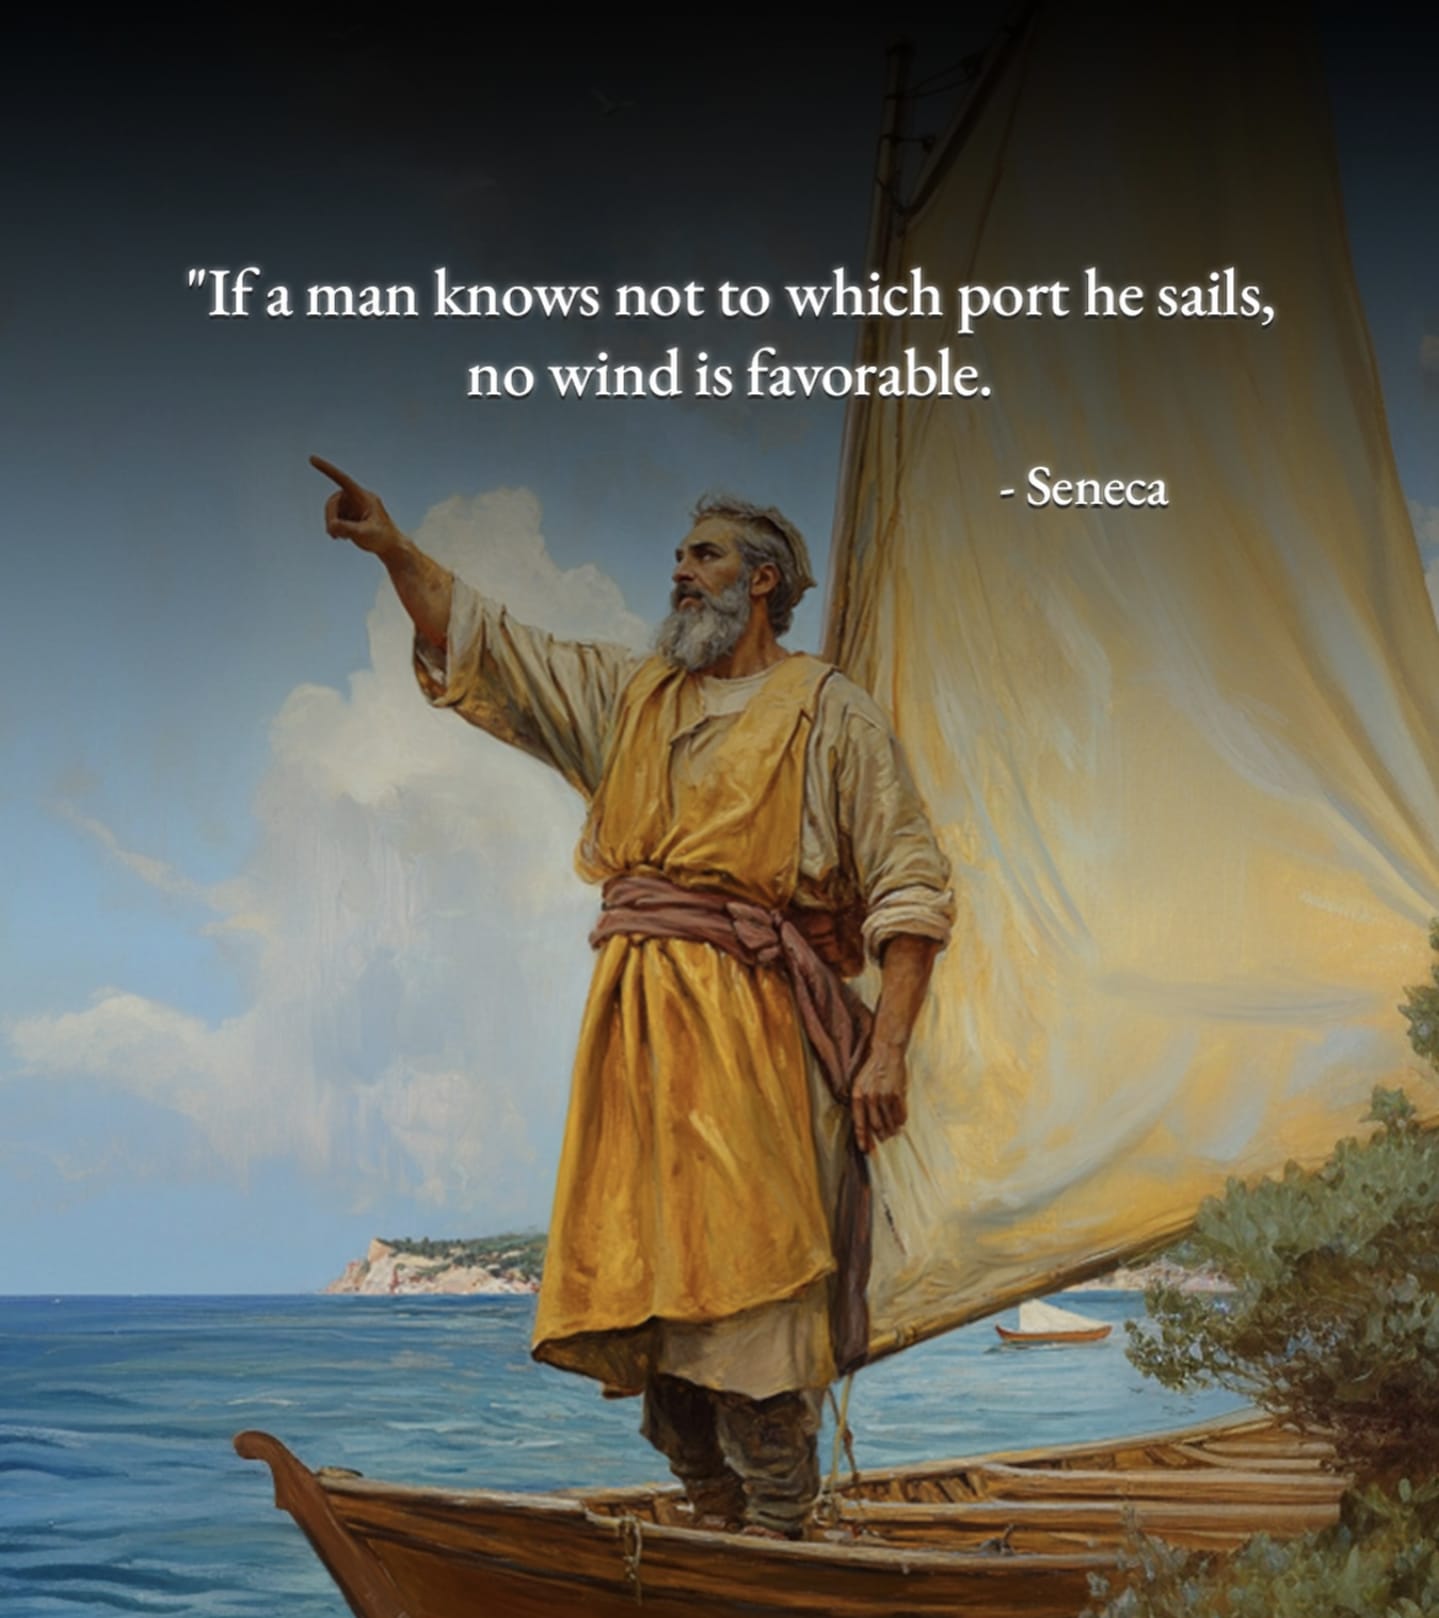 "If a man knows not to which port he sails,
no wind is favorable.
- Seneca